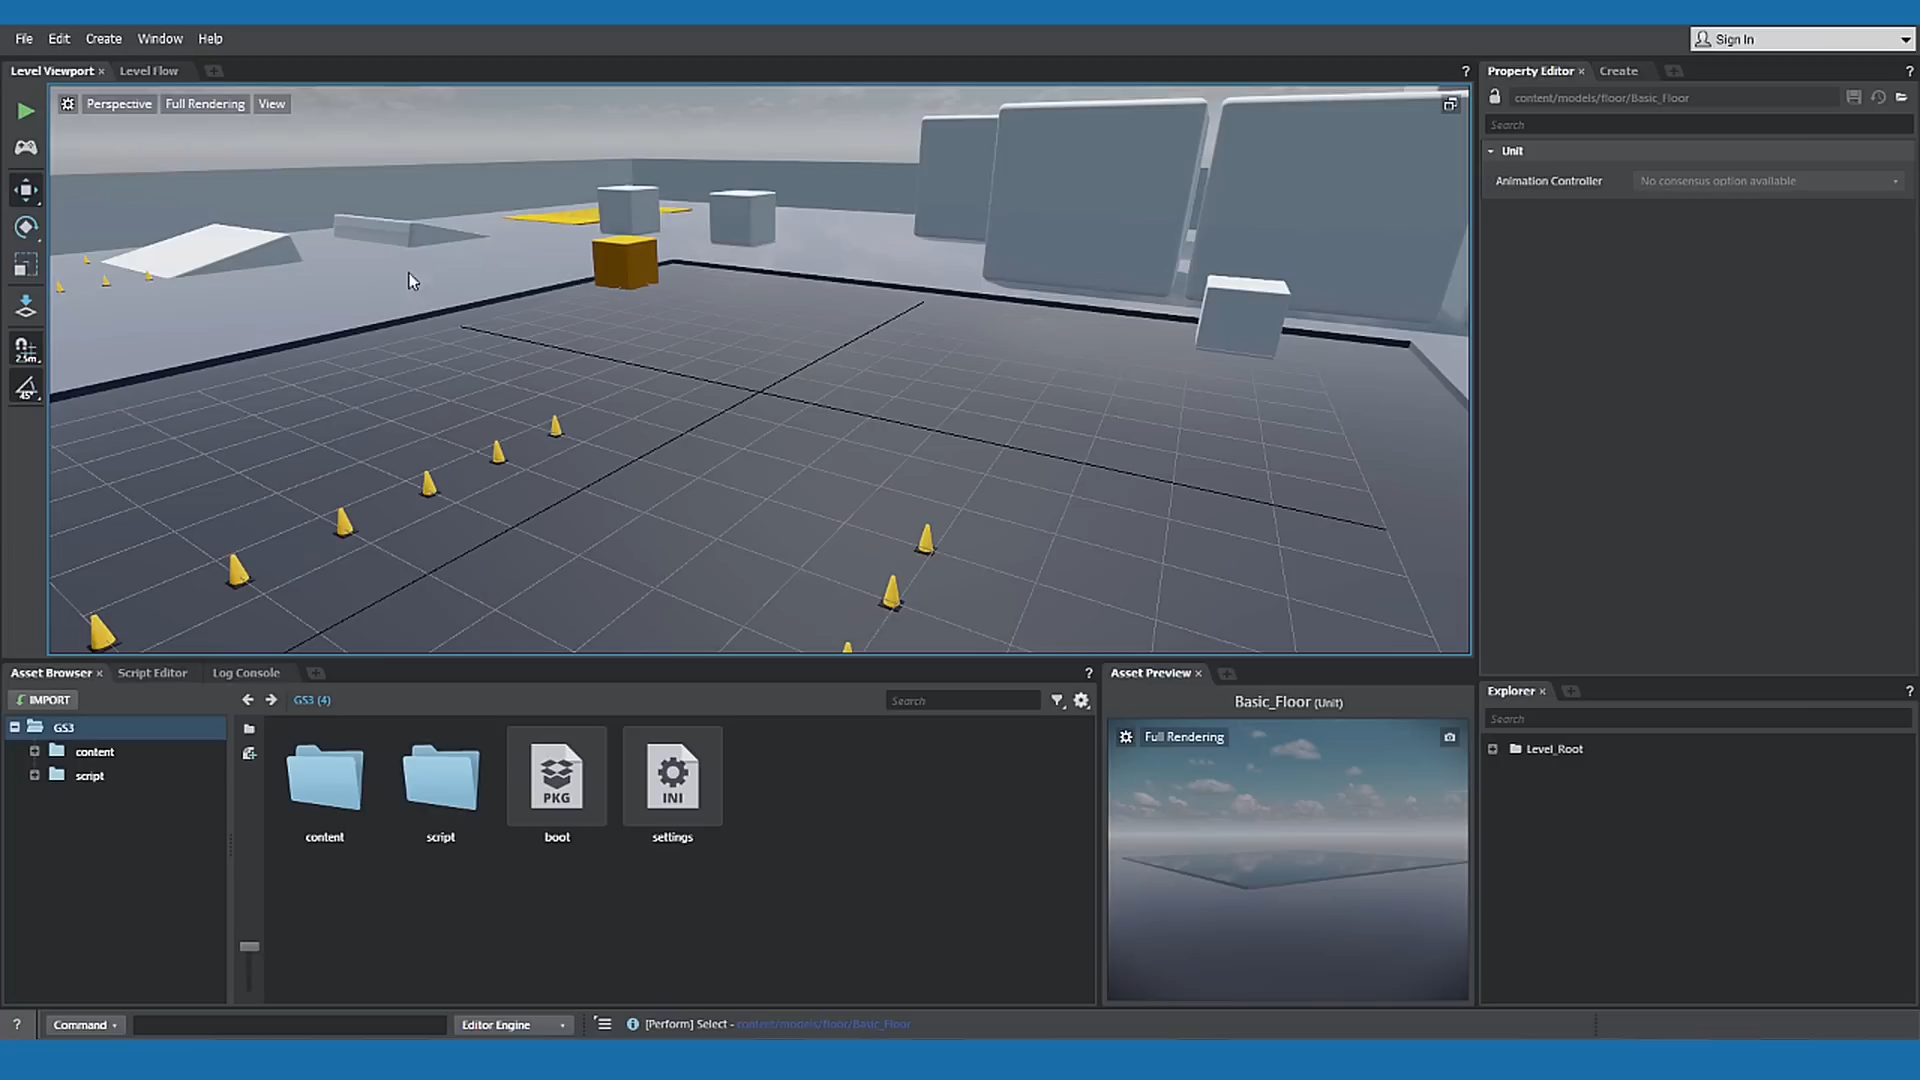 File Edit Create Window Help
Sign In
Level Viewport × Level Flow
?
Property Editor × Create
?
Perspective Full Rendering View
content/models/floor/Basic_Floor
Search
Unit
Animation Controller No consensus option available
2.5m
45°
Asset Browser × Script Editor Log Console
?
Asset Preview ×
Explorer ×
?
IMPORT
GS3 (4)
Search
Basic_Floor (Unit)
Search
GS3
content
script
Full Rendering
Level_Root
PKG
INI
content
script
boot
settings
? Command Editor Engine [Perform] Select - content/models/floor/Basic_Floor